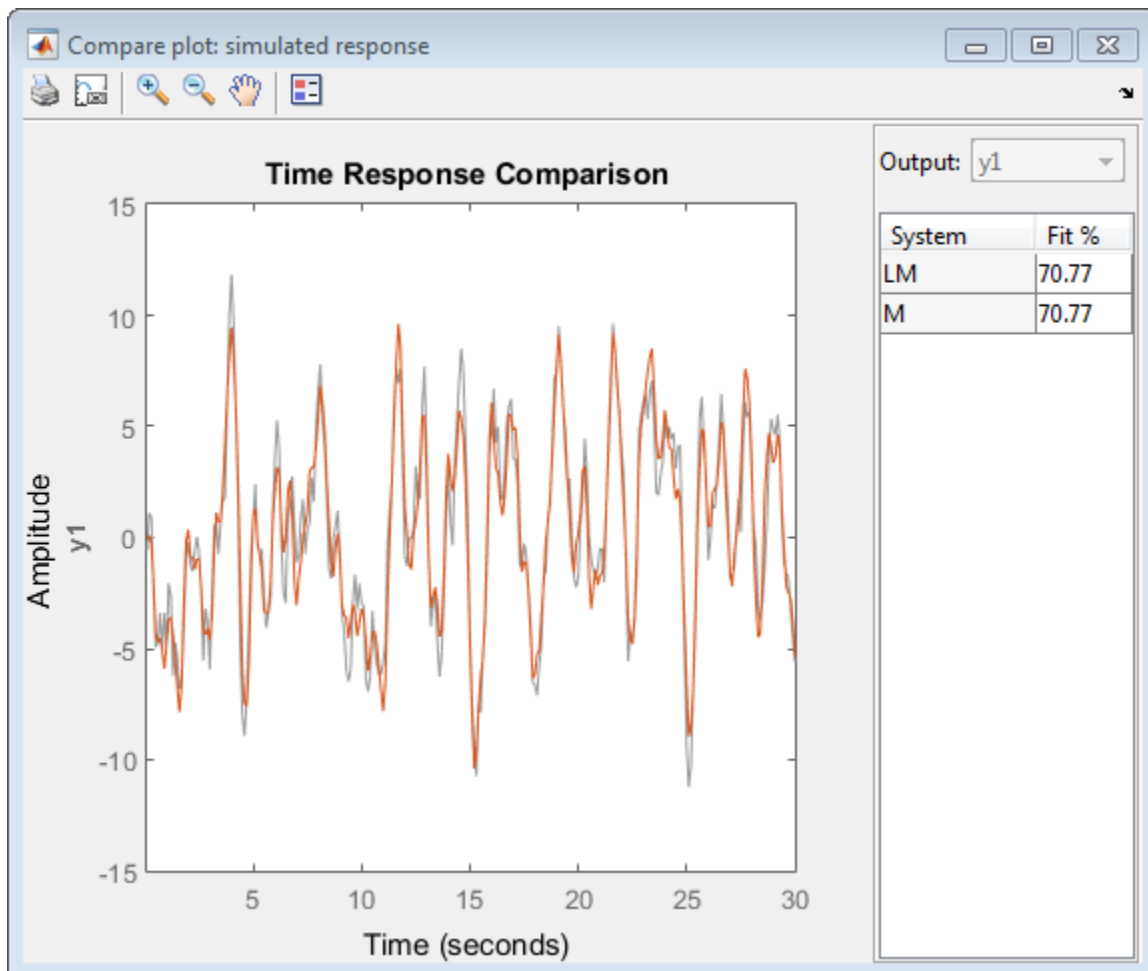 Compare plot: simulated response
Time Response Comparison
Output: y1
System Fit %
LM 70.77
M 70.77
15
10
5
0
-5
-10
-15
Amplitude
y1
5 10 15 20 25 30
Time (seconds)